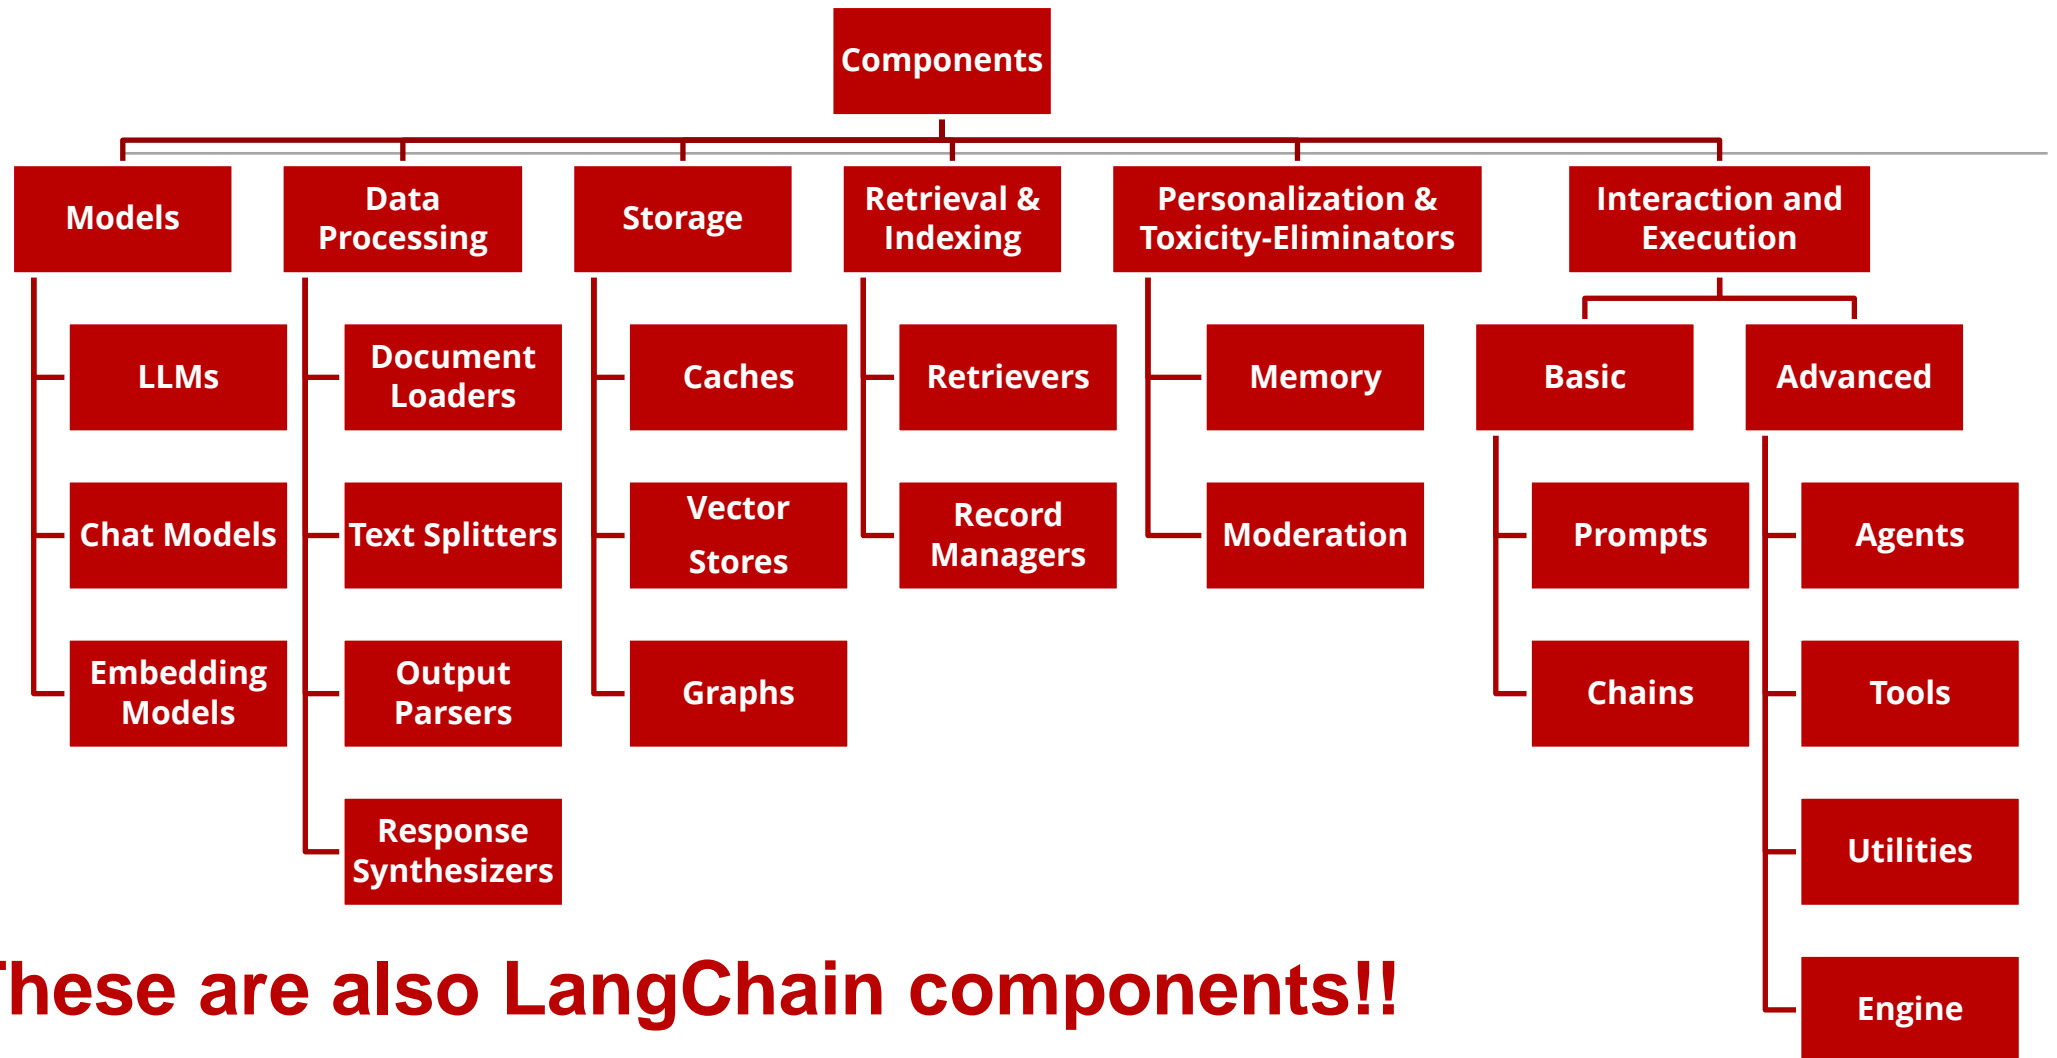 Components
Models
Data
Processing
Storage
Retrieval &
Indexing
Personalization &
Toxicity-Eliminators
Interaction and
Execution
LLMs
Chat Models
Embedding
Models
Document
Loaders
Text Splitters
Output
Parsers
Response
Synthesizers
Caches
Vector
Stores
Graphs
Retrievers
Record
Managers
Memory
Moderation
Basic
Prompts
Chains
Advanced
Agents
Tools
Utilities
Engine
These are also LangChain components!!